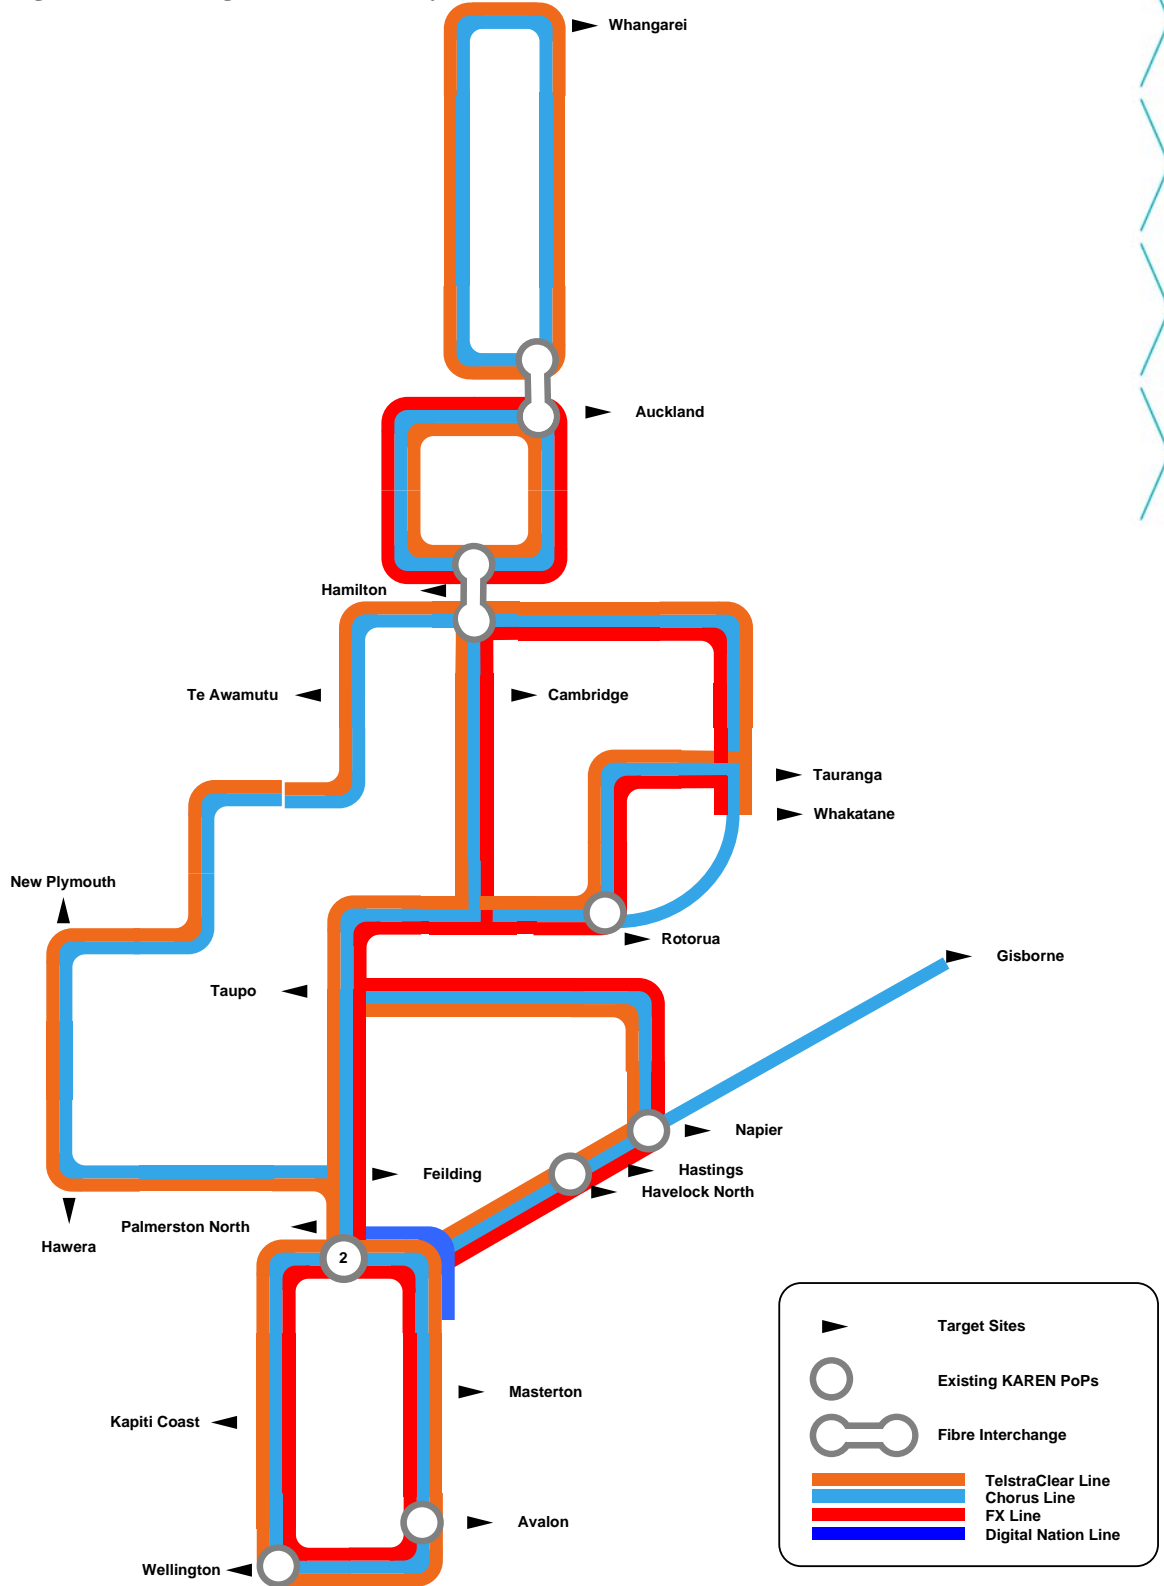 Whangarei
Auckland
Hamilton
Te Awamutu
Cambridge
Tauranga
Whakatane
New Plymouth
Rotorua
Gisborne
Taupo
Napier
Hastings
Feilding
Havelock North
Palmerston North
Hawera
2
Masterton
Kapiti Coast
Avalon
Wellington
Target Sites
Existing KAREN PoPs
Fibre Interchange
TelstraClear Line
Chorus Line
FX Line
Digital Nation Line